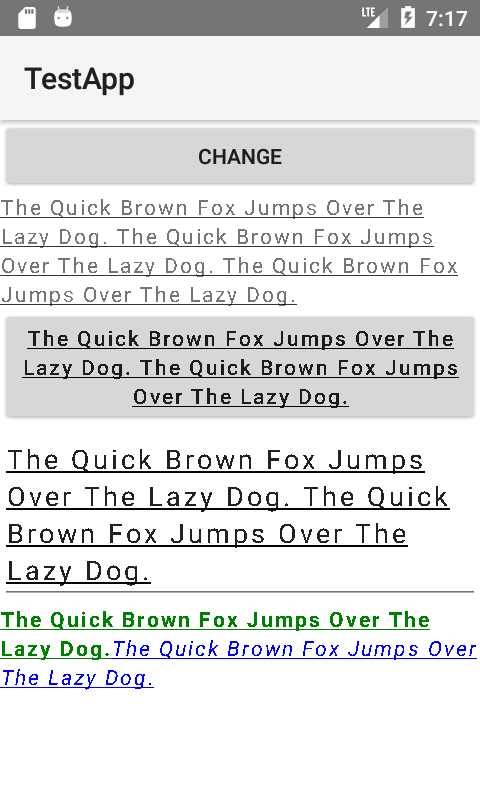 LTE 7:17
TestApp
CHANGE
The Quick Brown Fox Jumps Over The
Lazy Dog. The Quick Brown Fox Jumps
Over The Lazy Dog. The Quick Brown Fox
Jumps Over The Lazy Dog.
The Quick Brown Fox Jumps Over The
Lazy Dog. The Quick Brown Fox Jumps
Over The Lazy Dog.
The Quick Brown Fox Jumps
Over The Lazy Dog. The Quick
Brown Fox Jumps Over The
Lazy Dog.
The Quick Brown Fox Jumps Over The
Lazy Dog.The Quick Brown Fox Jumps Over
The Lazy Dog.